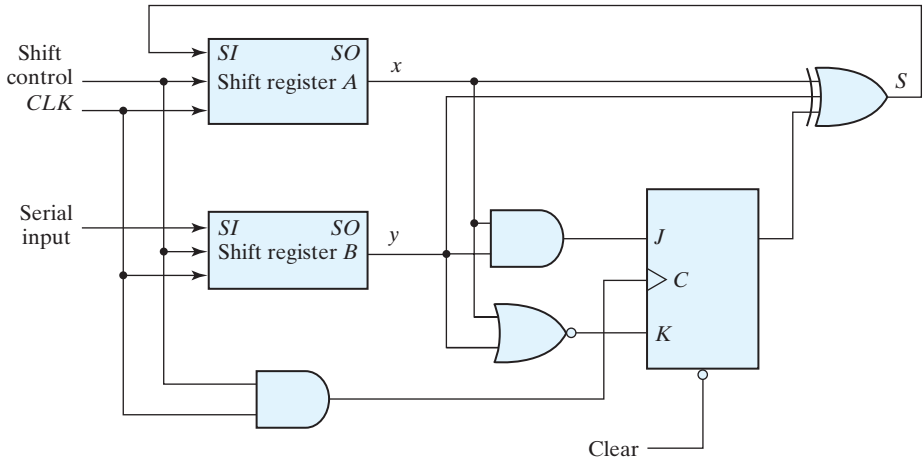 Shift
control
CLK
SI SO
Shift register A
x
S
Serial
input
SI SO
Shift register B
y
J
C
K
Clear